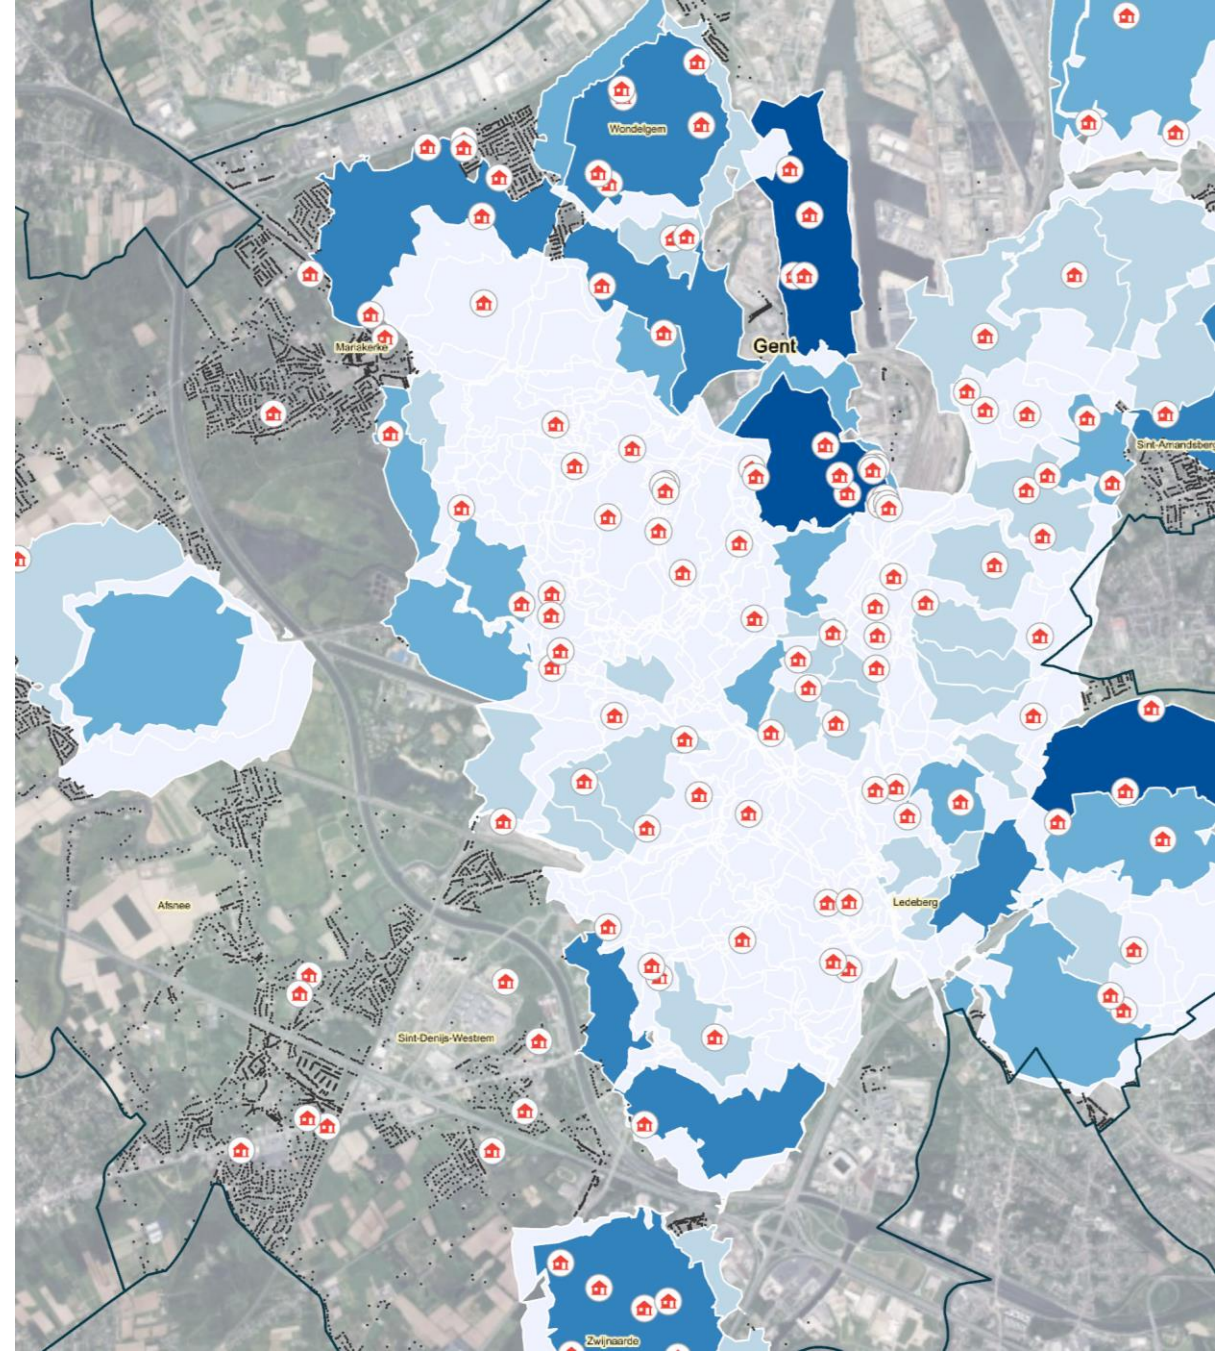 Wondelgem
Gent
Mariakerke
Sint-Amandsberg
Afsnee
Ledeberg
Sint-Denijs-Westrem
Zwijnaarde